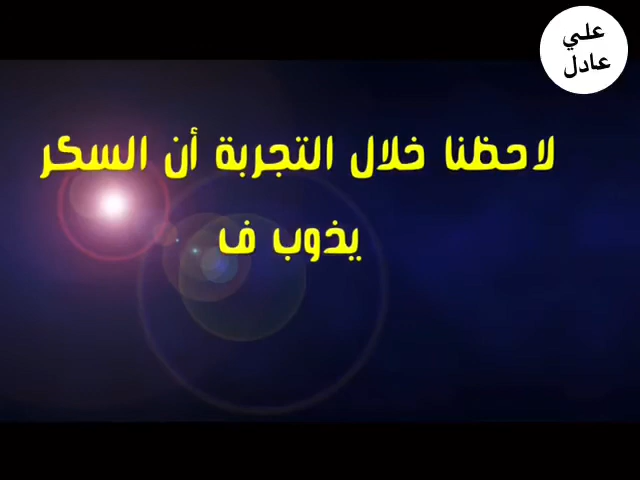 علي
عادل
لاحظنا خلال التجربة أن السكر
يذوب ف